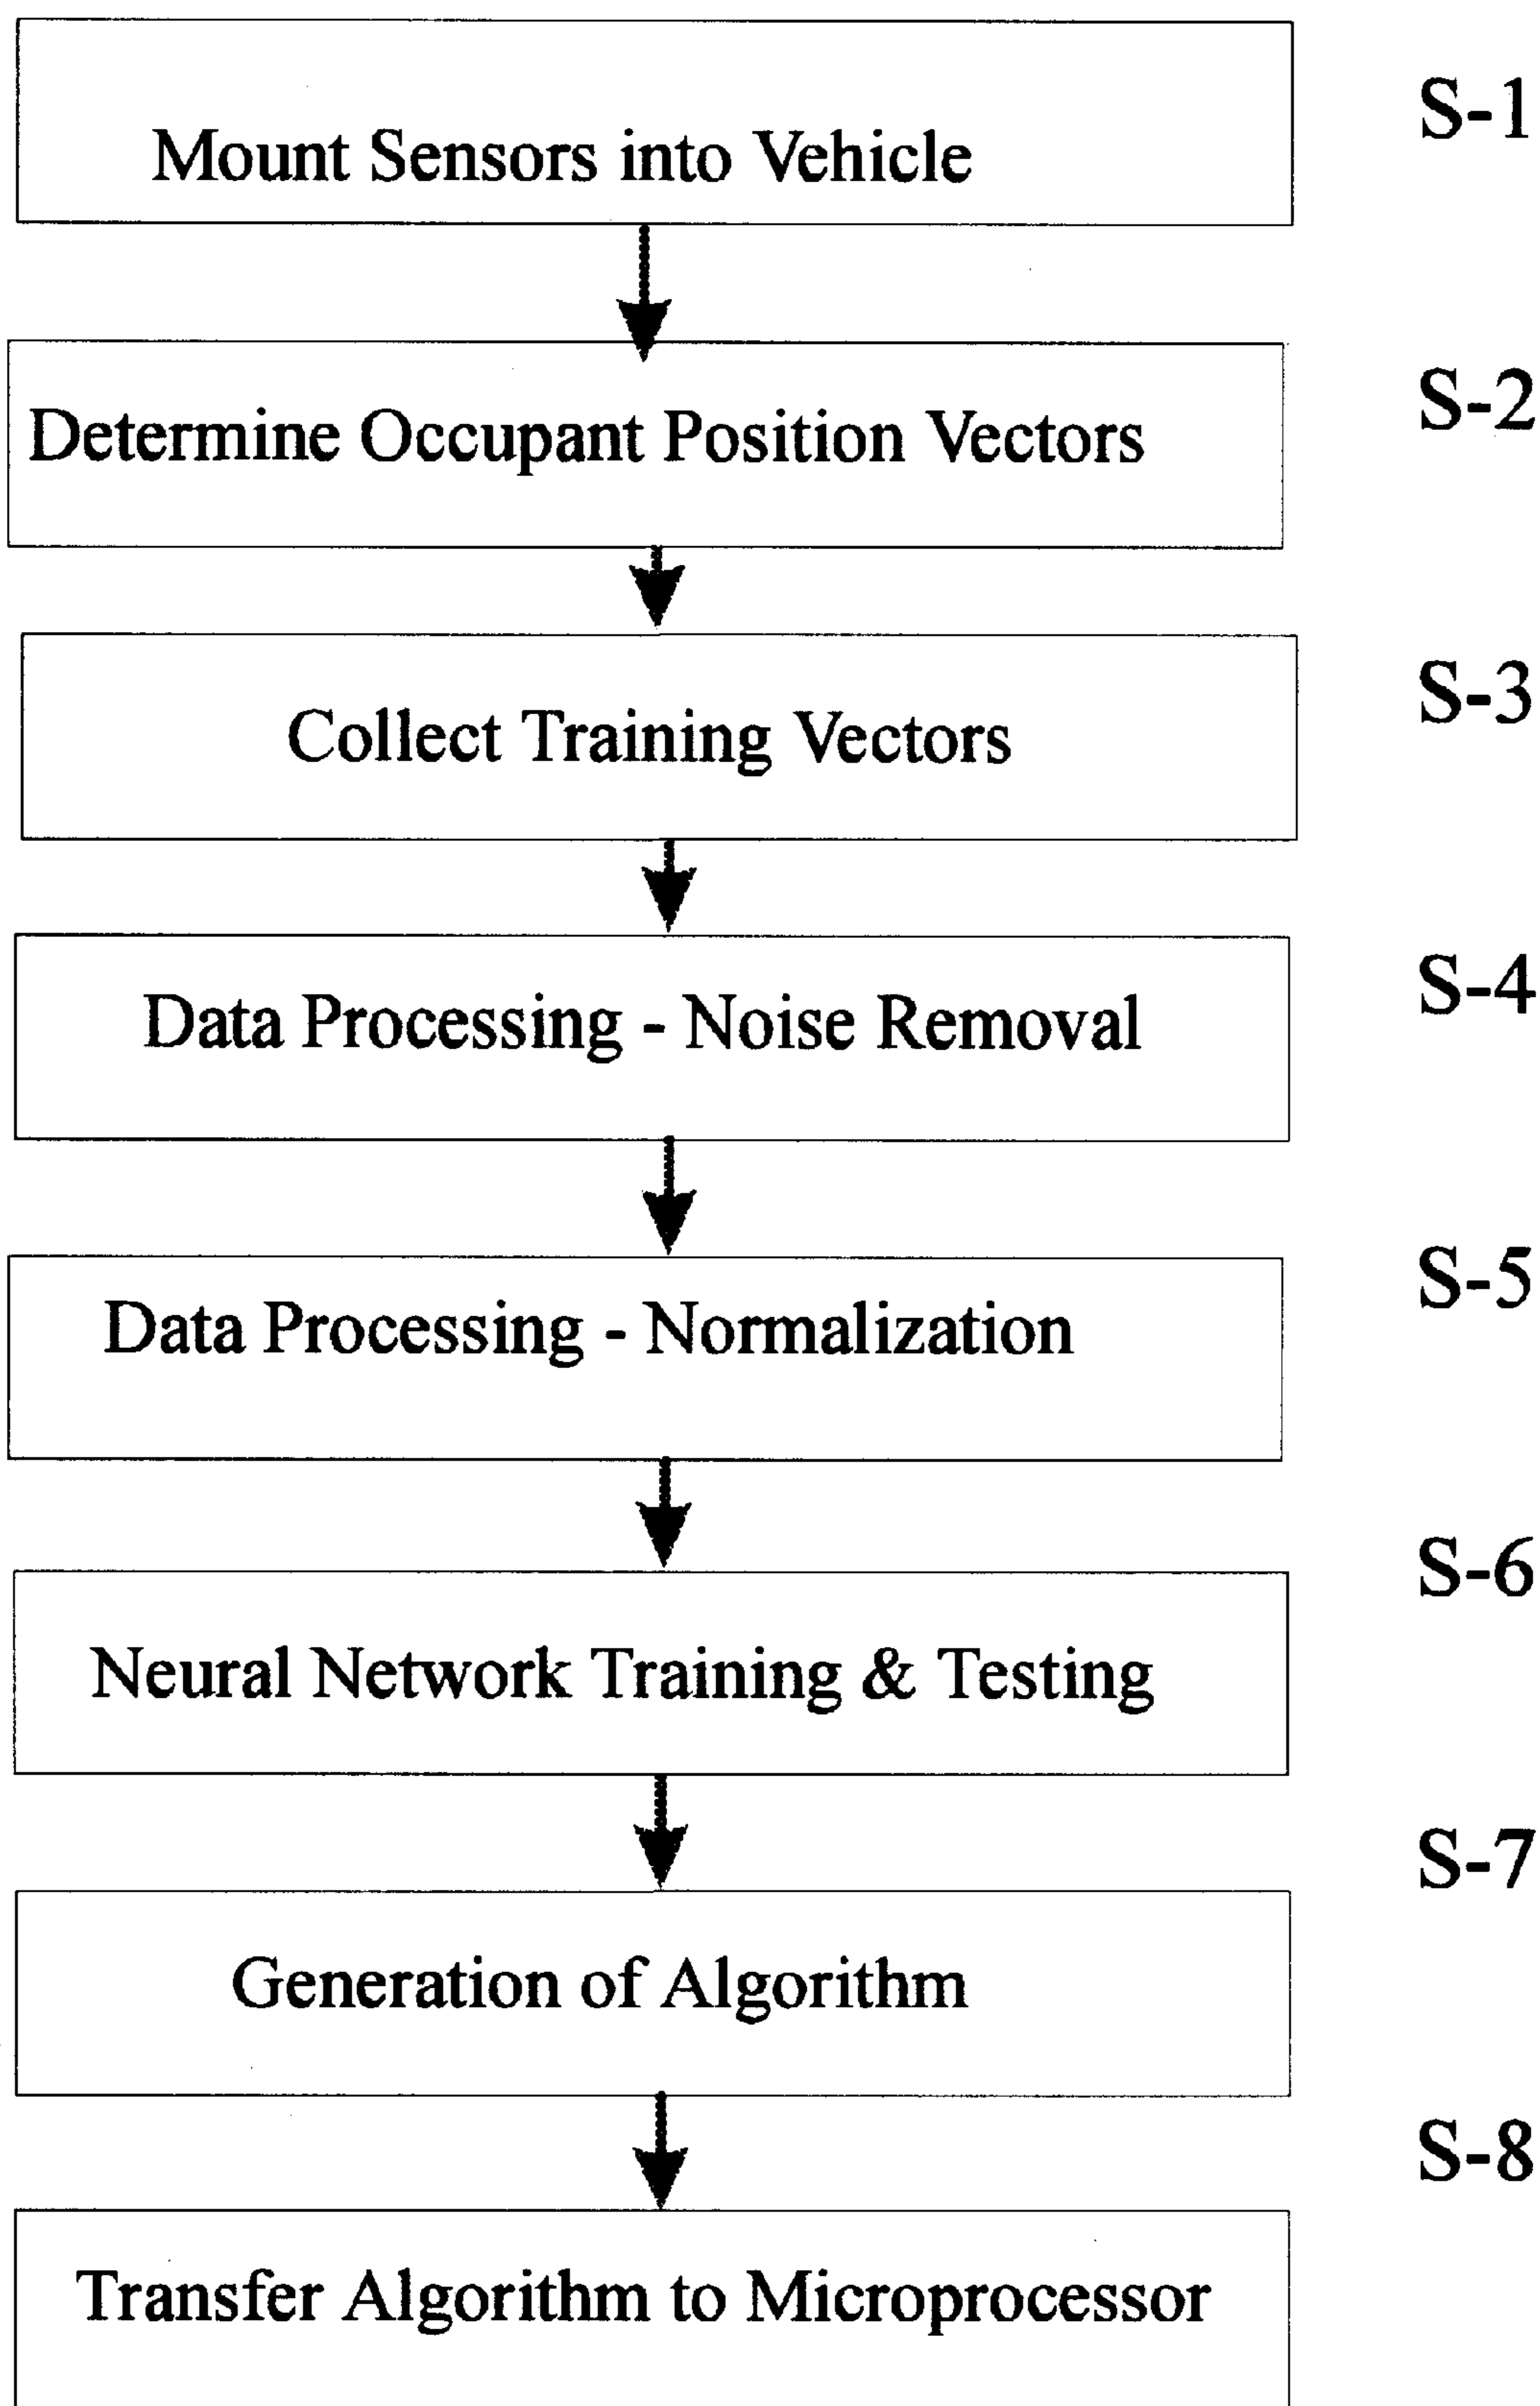 Mount Sensors into Vehicle
S-1
Determine Occupant Position Vectors
S-2
Collect Training Vectors
S-3
Data Processing - Noise Removal
S-4
Data Processing - Normalization
S-5
Neural Network Training & Testing
S-6
Generation of Algorithm
S-7
Transfer Algorithm to Microprocessor
S-8